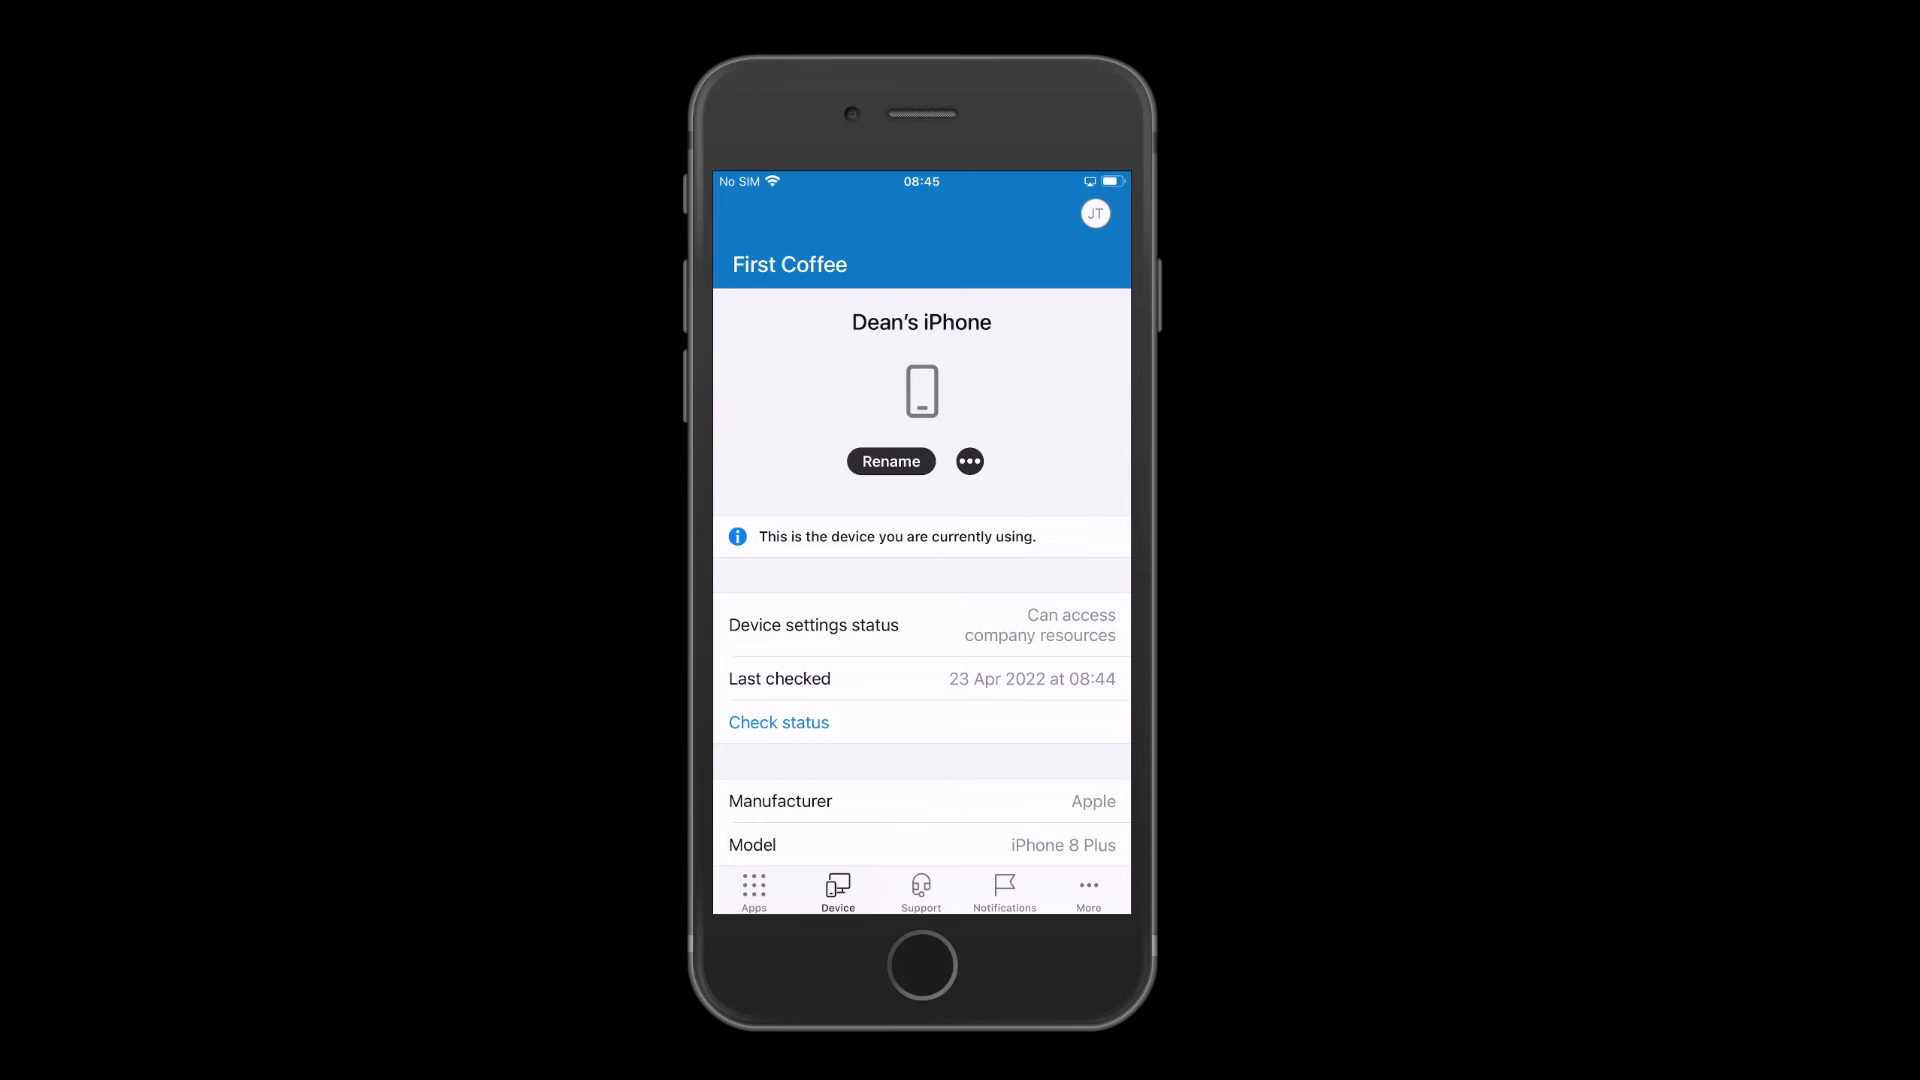 No SIM 08:45
JT
First Coffee
Dean’s iPhone
Rename
This is the device you are currently using.
Device settings status
Can access
company resources
Last checked 23 Apr 2022 at 08:44
Check status
Manufacturer Apple
Model iPhone 8 Plus
Apps Device Support Notifications More